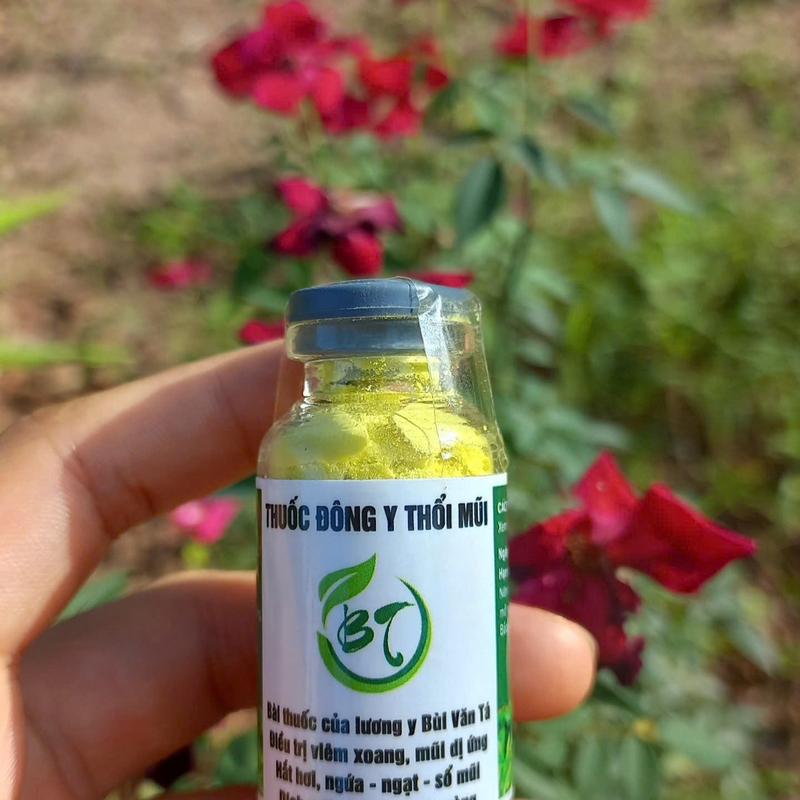 THUỐC ĐÔNG Y THỔI MŨI
BT
Bài thuốc của lương y Bùi Văn Tá
Điều trị viêm xoang, mũi dị ứng
Hắt hơi, ngứa - ngạt - sổ mũi